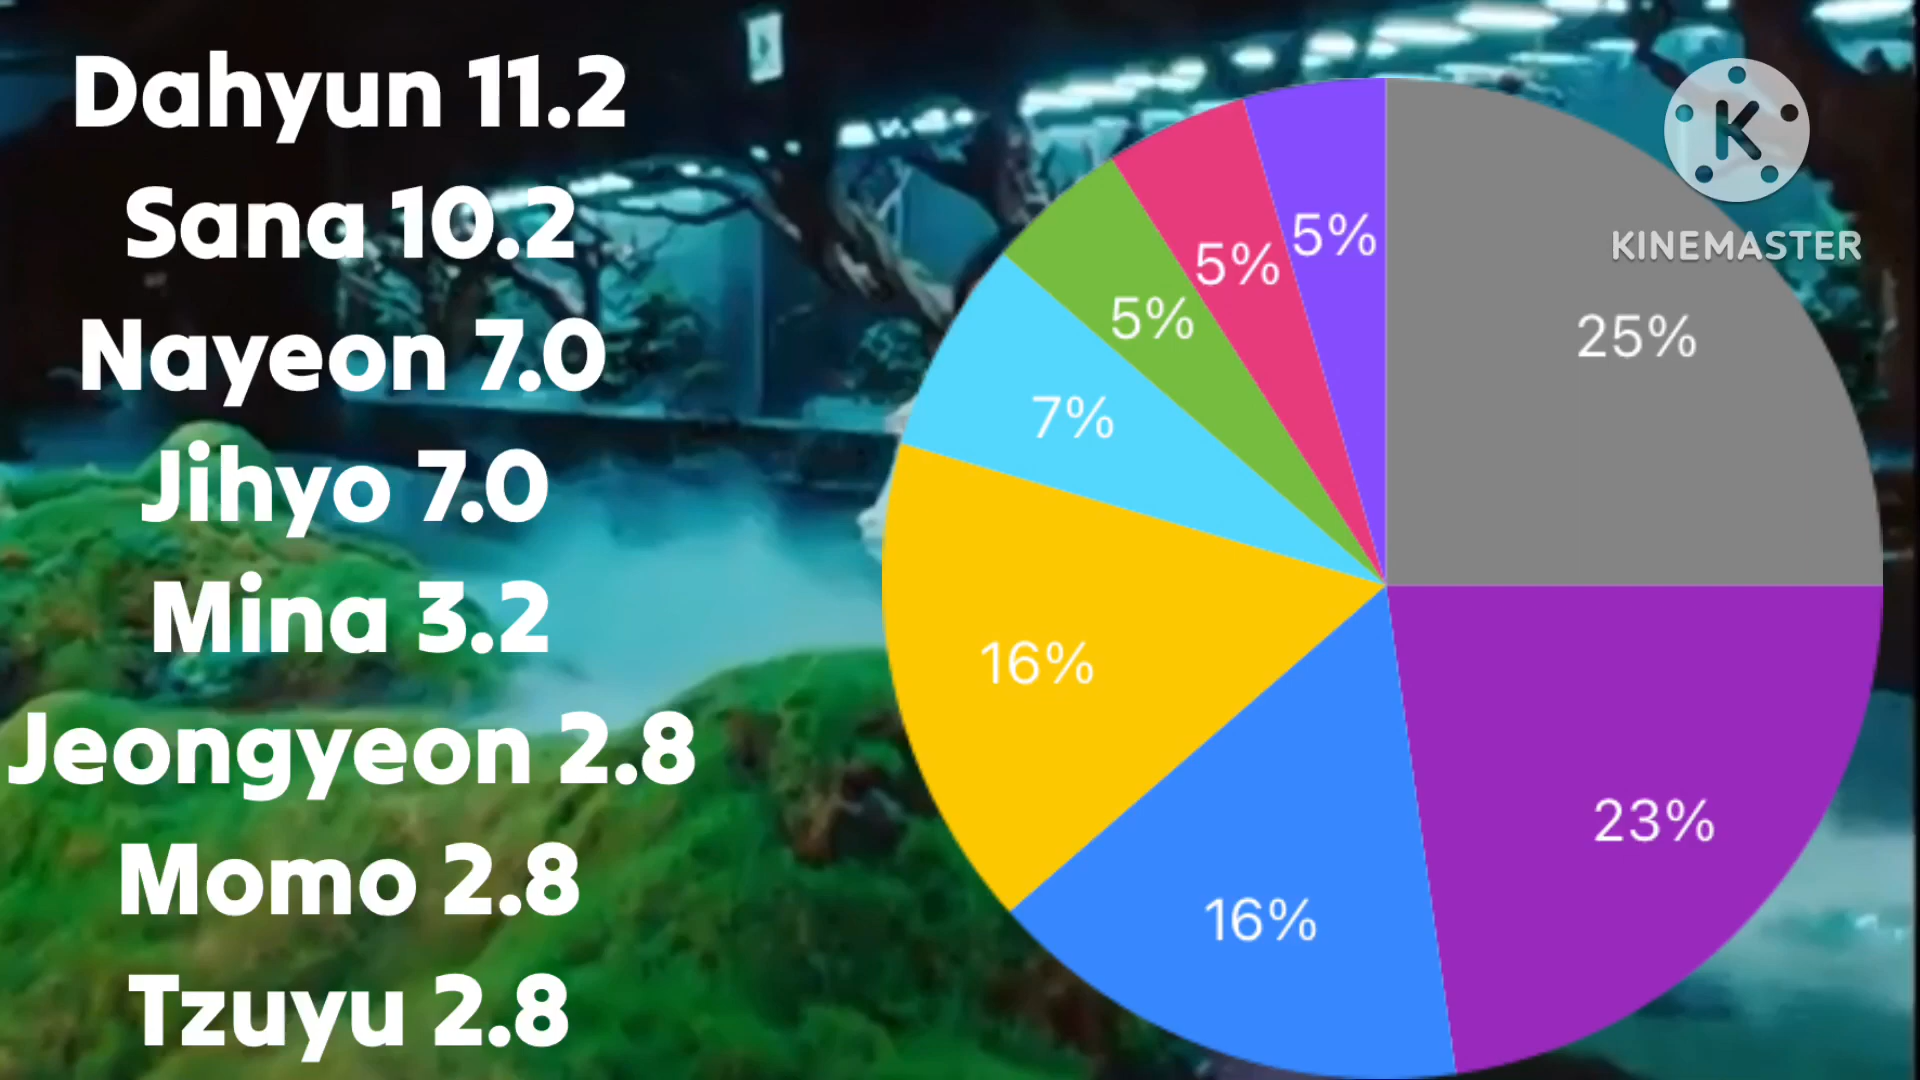 Dahyun 11.2
Sana 10.2
Nayeon 7.0
Jihyo 7.0
Mina 3.2
Jeongyeon 2.8
Momo 2.8
Tzuyu 2.8
5%
5%
5%
7%
16%
16%
23%
25%
K
KINEMASTER